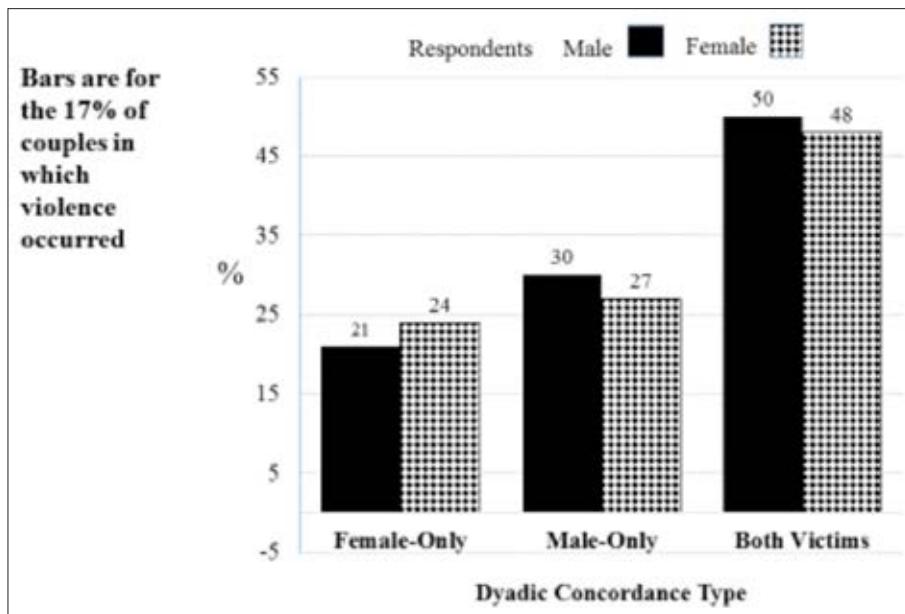 Respondents Male Female
Bars are for
the 17% of
couples in
which
violence
occurred
%
55
45
35
25
15
5
-5
21
24
30
27
50
48
Female-Only Male-Only Both Victims
Dyadic Concordance Type